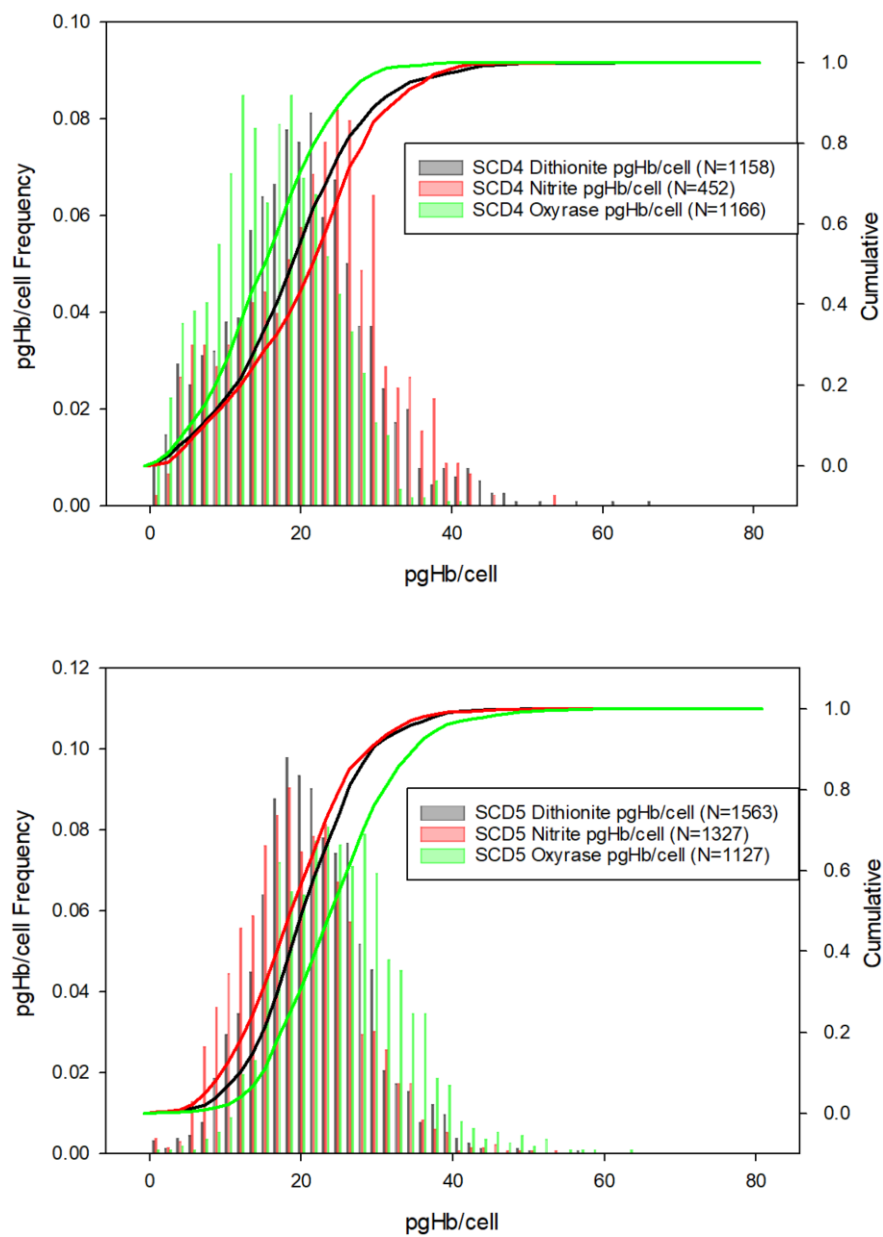 0.10
0.08
0.06
0.04
0.02
0.00
pgHb/cell Frequency
1.0
0.8
0.6
0.4
0.2
0.0
Cumulative
SCD4 Dithionite pgHb/cell (N=1158)
SCD4 Nitrite pgHb/cell (N=452)
SCD4 Oxyrase pgHb/cell (N=1166)
0 20 40 60 80
pgHb/cell
0.12
0.10
0.08
0.06
0.04
0.02
0.00
pgHb/cell Frequency
1.0
0.8
0.6
0.4
0.2
0.0
Cumulative
SCD5 Dithionite pgHb/cell (N=1563)
SCD5 Nitrite pgHb/cell (N=1327)
SCD5 Oxyrase pgHb/cell (N=1127)
0 20 40 60 80
pgHb/cell